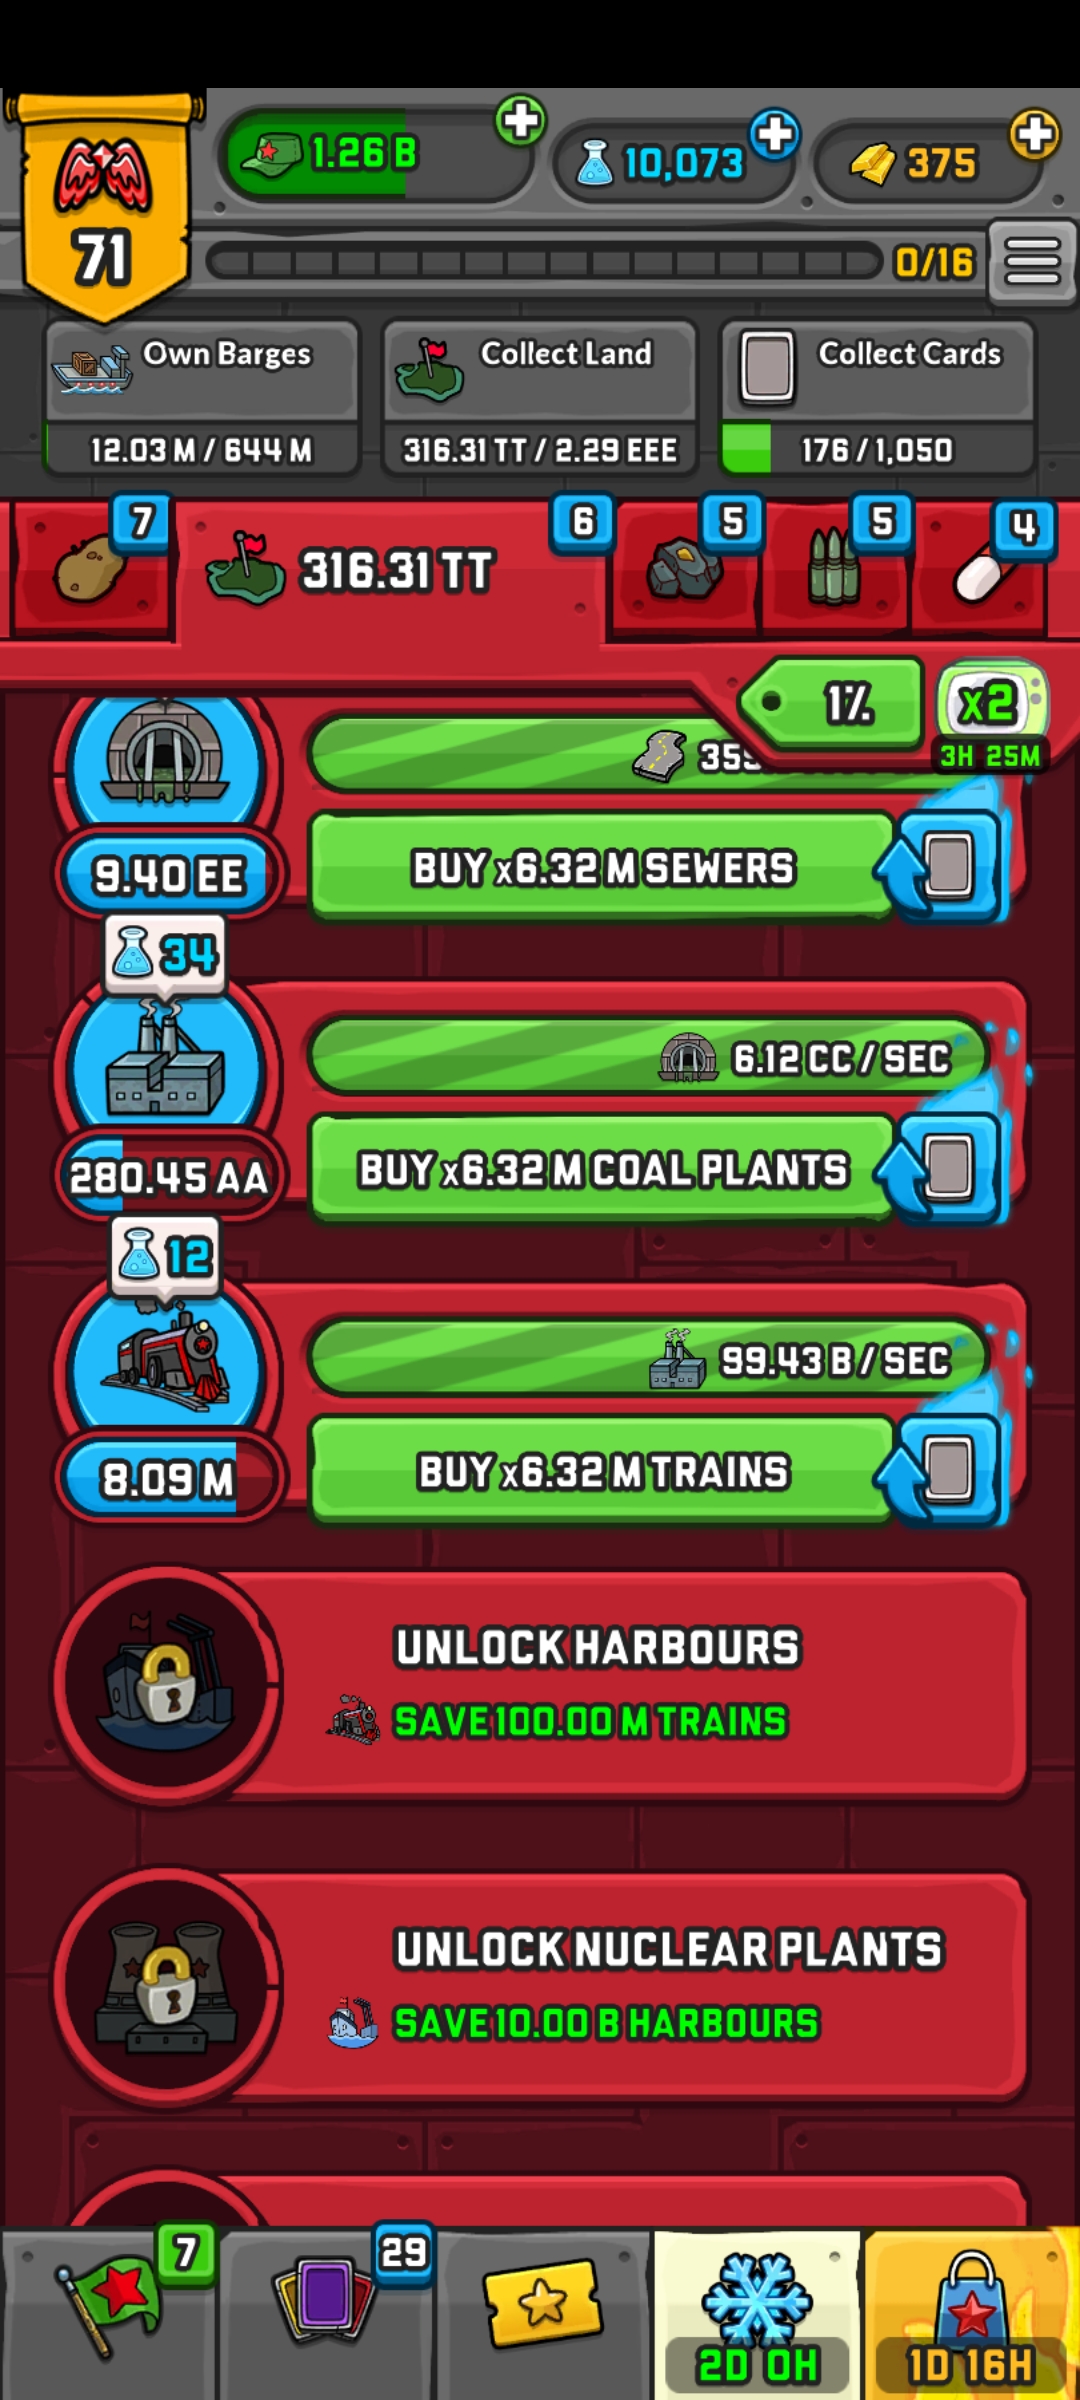 71
1.26 B
10,073
375
0/16
Own Barges
12.03 M / 644 M
Collect Land
316.31 TT / 2.29 EEE
Collect Cards
176 / 1,050
7
316.31 TT
6
5
5
4
1%
x2
3H 25M
9.40 EE
BUY x6.32 M SEWERS
34
6.12 CC / SEC
280.45 AA
BUY x6.32 M COAL PLANTS
12
99.43 B / SEC
8.09 M
BUY x6.32 M TRAINS
UNLOCK HARBOURS
SAVE 100.00 M TRAINS
UNLOCK NUCLEAR PLANTS
SAVE 10.00 B HARBOURS
7
29
2D 0H
1D 16H